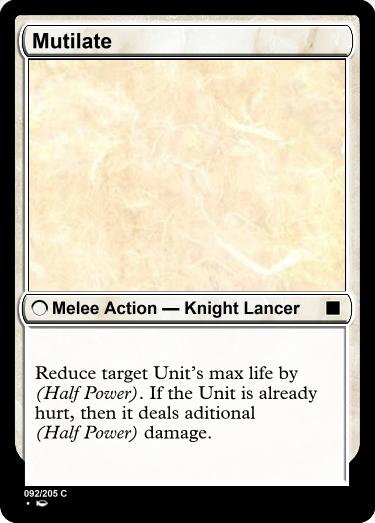 Mutilate
Melee Action — Knight Lancer
Reduce target Unit's max life by
(Half Power). If the Unit is already
hurt, then it deals aditional
(Half Power) damage.
092/205 C